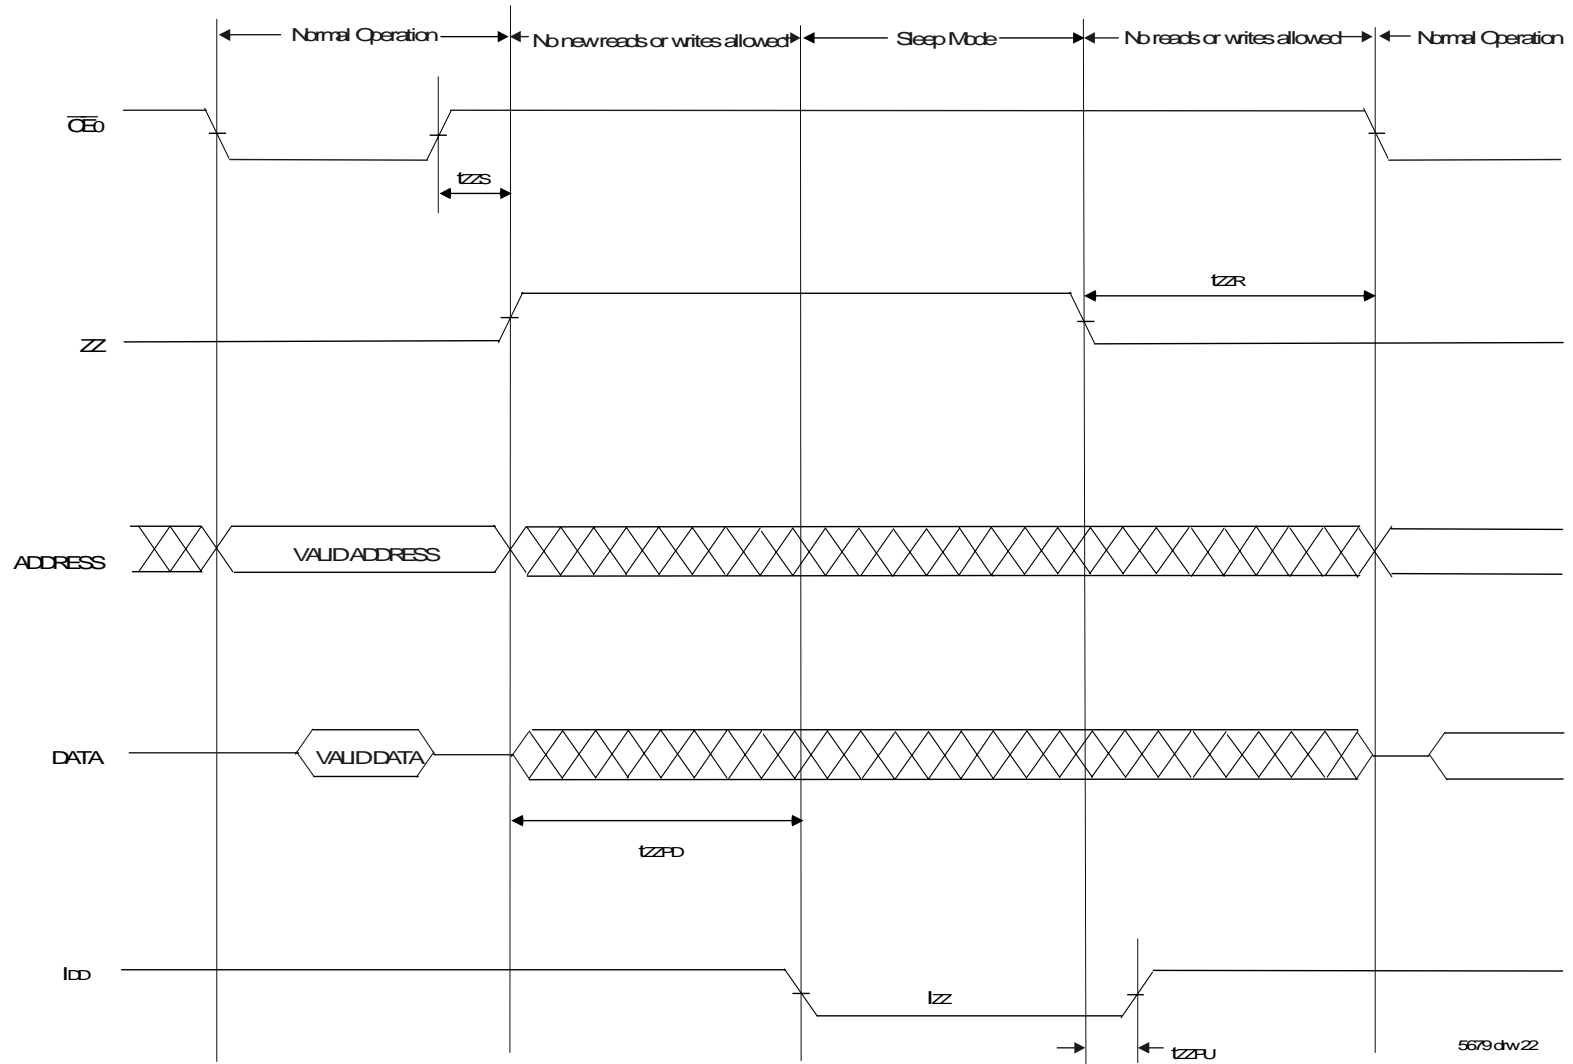 Normal Operation
No new reads or writes allowed
Sleep Mode
No reads or writes allowed
Normal Operation
CE0
tZZS
tZZR
ZZ
ADDRESS
VALID ADDRESS
DATA
VALID DATA
tZZPD
IDD
IZZ
tZZPU
5679 drw 22